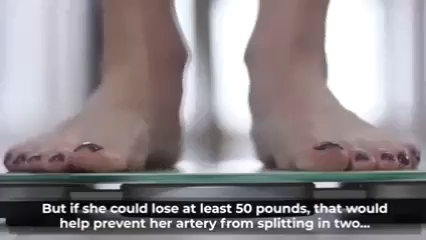 But if she could lose at least 50 pounds, that would
help prevent her artery from splitting in two...